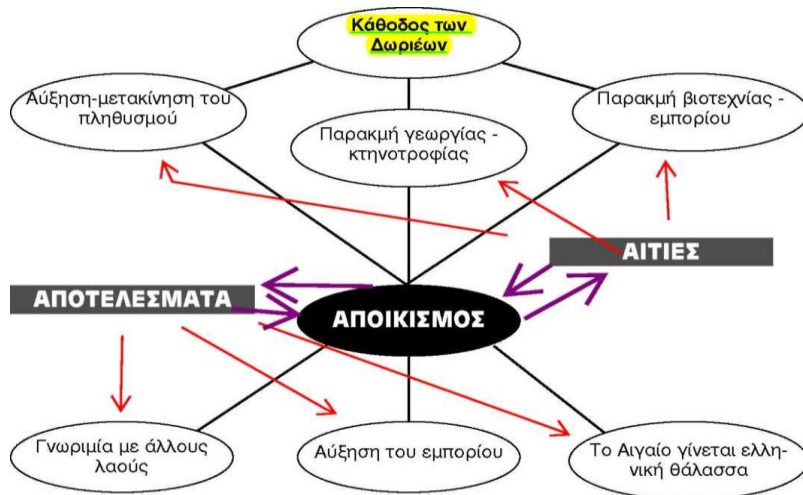 Κάθοδος των
Δωριέων
Αύξηση-μετακίνηση του
πληθυσμού
Παρακμή γεωργίας -
κτηνοτροφίας
Παρακμή βιοτεχνίας -
εμπορίου
ΑΙΤΙΕΣ
ΑΠΟΤΕΛΕΣΜΑΤΑ
ΑΠΟΙΚΙΣΜΟΣ
Γνωριμία με άλλους
λαούς
Αύξηση του εμπορίου
Το Αιγαίο γίνεται ελλη-
νική θάλασσα